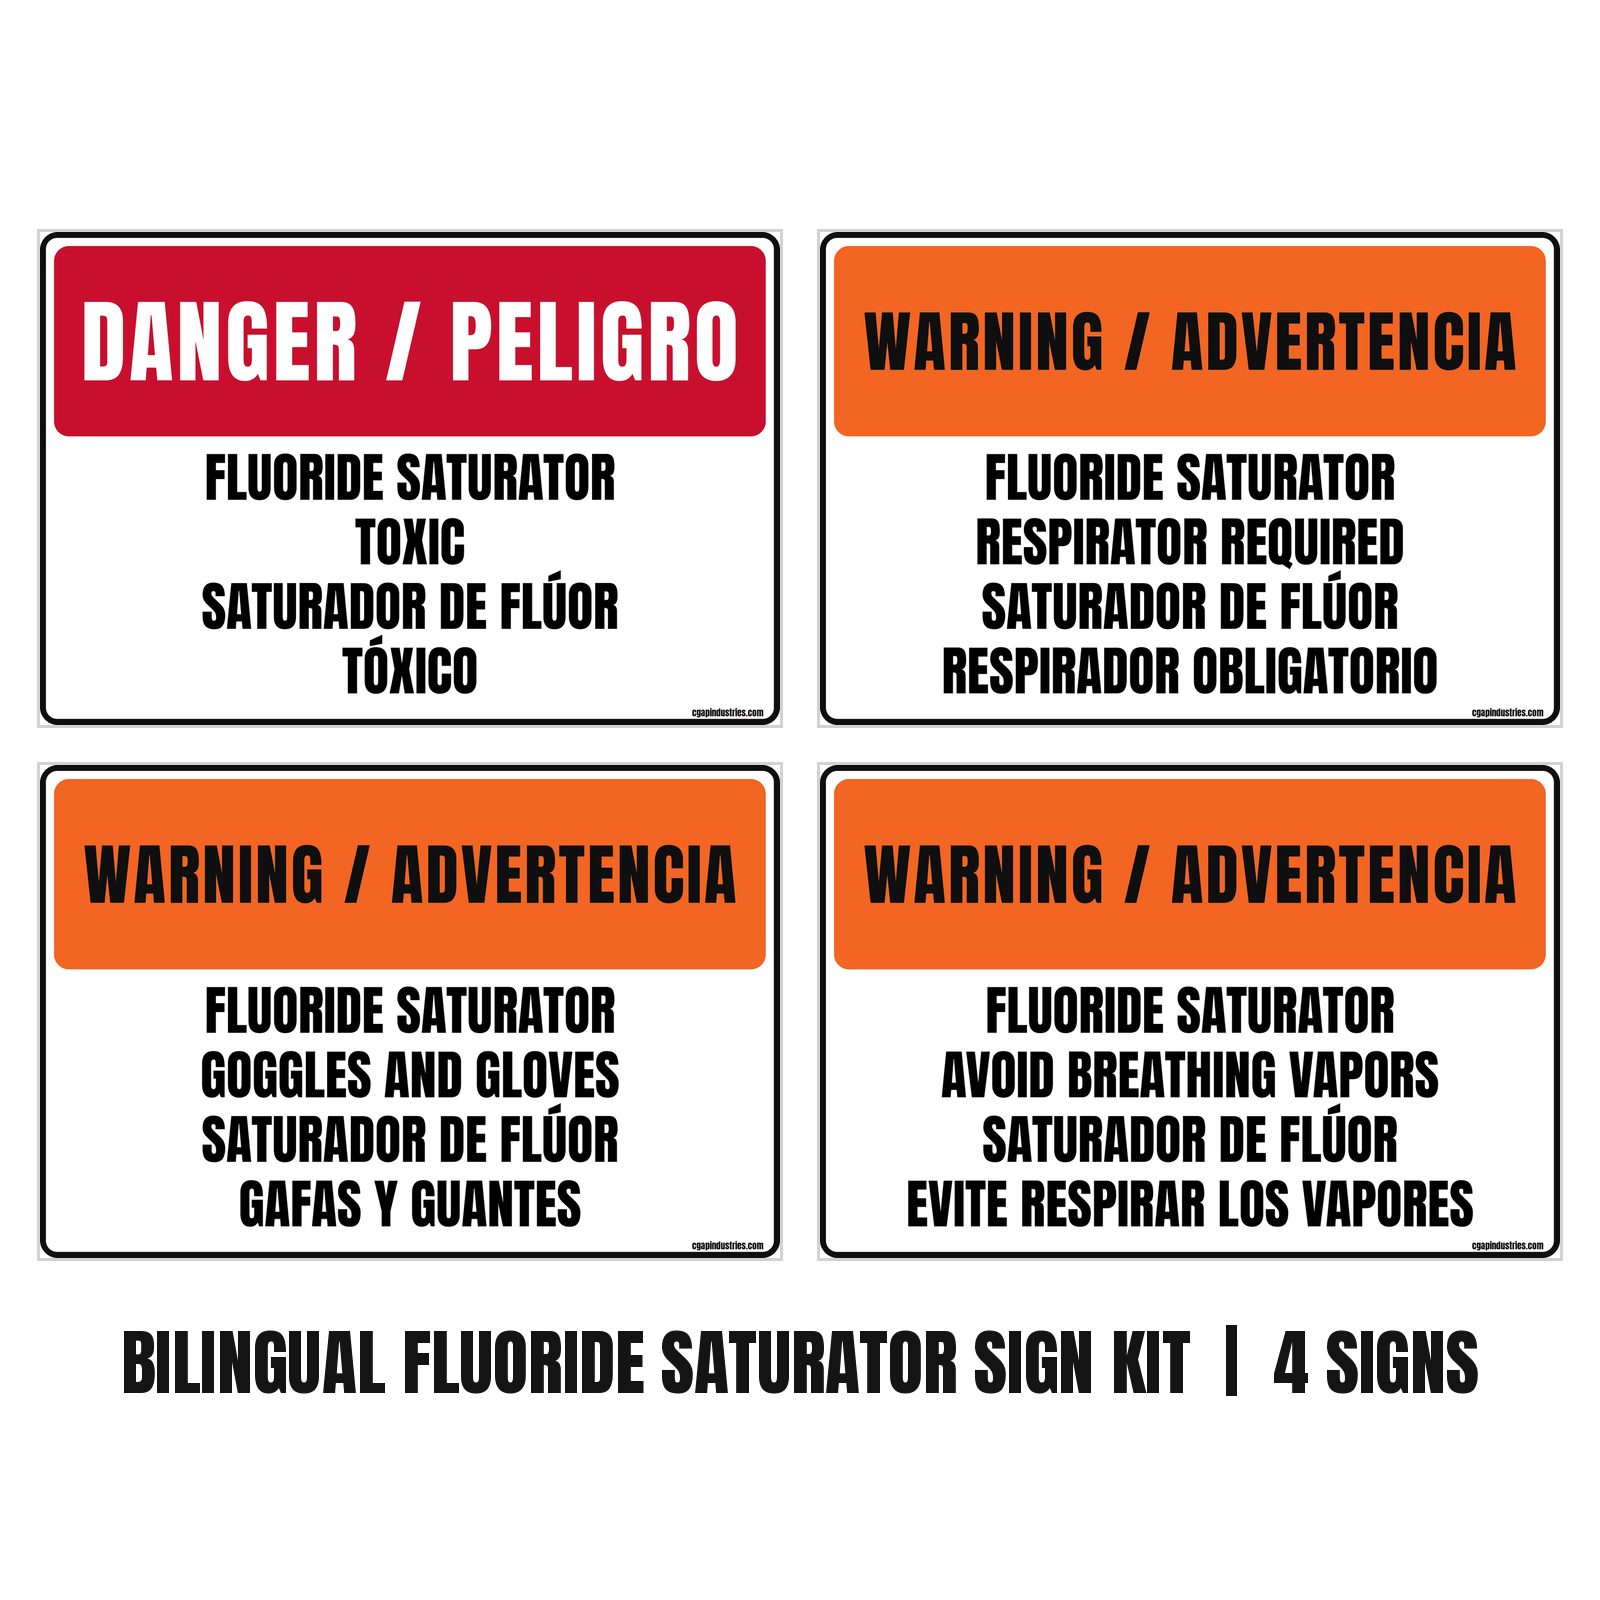 DANGER / PELIGRO
FLUORIDE SATURATOR
TOXIC
SATURADOR DE FLÚOR
TÓXICO
cgapindustries.com
WARNING / ADVERTENCIA
FLUORIDE SATURATOR
RESPIRATOR REQUIRED
SATURADOR DE FLÚOR
RESPIRADOR OBLIGATORIO
cgapindustries.com
WARNING / ADVERTENCIA
FLUORIDE SATURATOR
GOGGLES AND GLOVES
SATURADOR DE FLÚOR
GAFAS Y GUANTES
cgapindustries.com
WARNING / ADVERTENCIA
FLUORIDE SATURATOR
AVOID BREATHING VAPORS
SATURADOR DE FLÚOR
EVITE RESPIRAR LOS VAPORES
cgapindustries.com
BILINGUAL FLUORIDE SATURATOR SIGN KIT | 4 SIGNS